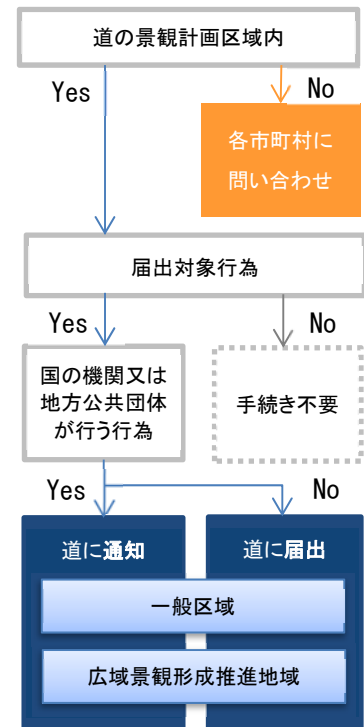 道の景観計画区域内
Yes
No
各市町村に
問い合わせ
届出対象行為
Yes
No
国の機関又は
地方公共団体
が行う行為
手続き不要
Yes
No
道に通知
道に届出
一般区域
広域景観形成推進地域